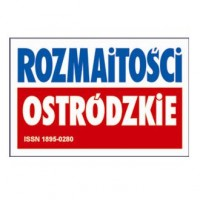 ROZMAiTOŚCi
OSTRÓDZKiE
ISSN 1895-0280